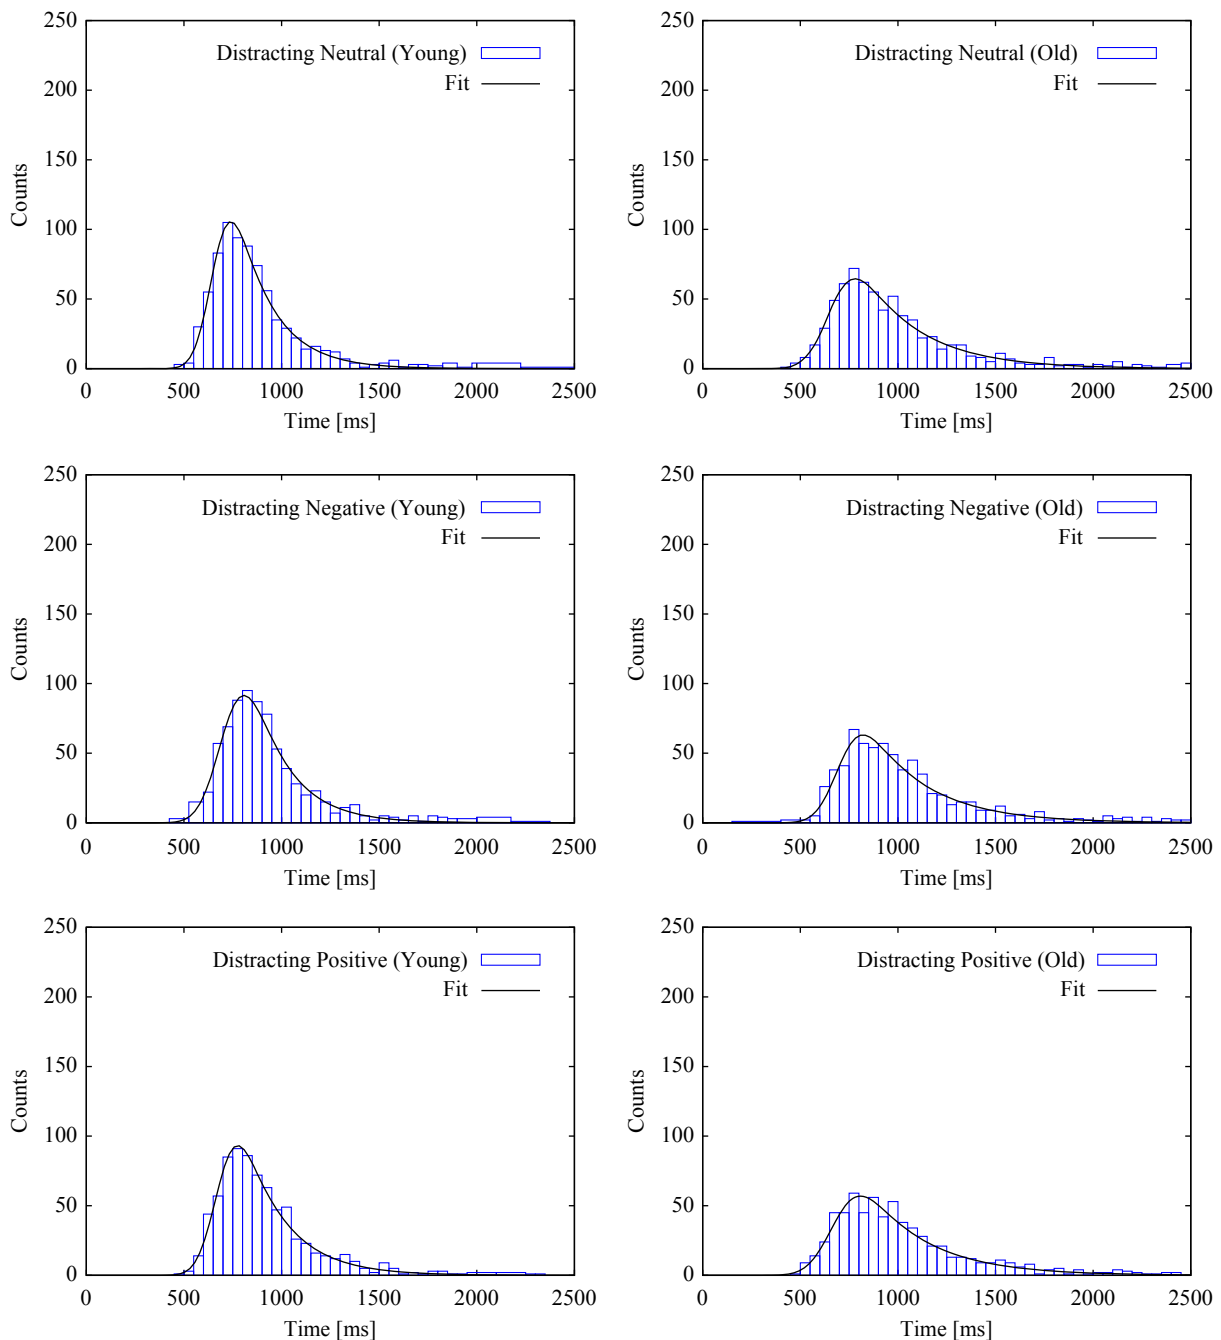 250
200
150
100
50
0
Counts
Distracting Neutral (Young)
Fit
0 500 1000 1500 2000 2500
Time [ms]
250
200
150
100
50
0
Counts
Distracting Neutral (Old)
Fit
0 500 1000 1500 2000 2500
Time [ms]
250
200
150
100
50
0
Counts
Distracting Negative (Young)
Fit
0 500 1000 1500 2000 2500
Time [ms]
250
200
150
100
50
0
Counts
Distracting Negative (Old)
Fit
0 500 1000 1500 2000 2500
Time [ms]
250
200
150
100
50
0
Counts
Distracting Positive (Young)
Fit
0 500 1000 1500 2000 2500
Time [ms]
250
200
150
100
50
0
Counts
Distracting Positive (Old)
Fit
0 500 1000 1500 2000 2500
Time [ms]